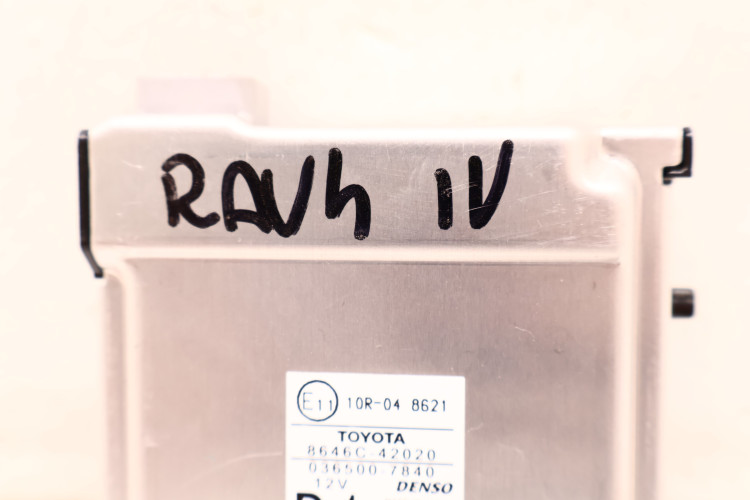 RAV4 IV
E11 10R-04 8621
TOYOTA
8646C-42020
036500-7840
12V DENSO